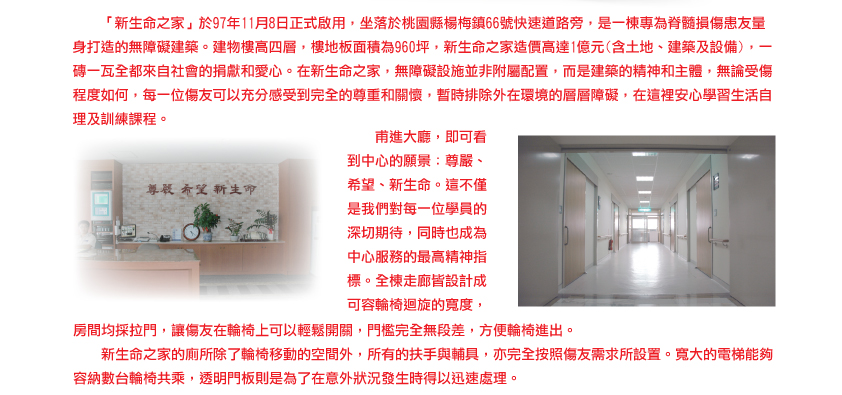 「新生命之家」於97年11月8日正式啟用，坐落於桃園縣楊梅鎮66號快速道路旁，是一棟專為脊髓損傷患友量
身打造的無障礙建築。建物樓高四層，樓地板面積為960坪，新生命之家造價高達1億元(含土地、建築及設備)，一
磚一瓦全都來自社會的捐獻和愛心。在新生命之家，無障礙設施並非附屬配置，而是建築的精神和主體，無論受傷
程度如何，每一位傷友可以充分感受到完全的尊重和關懷，暫時排除外在環境的層層障礙，在這裡安心學習生活自
理及訓練課程。
甫進大廳，即可看
到中心的願景：尊嚴、
希望、新生命。這不僅
是我們對每一位學員的
深切期待，同時也成為
中心服務的最高精神指
標。全棟走廊皆設計成
可容輪椅迴旋的寬度，
尊嚴 希望 新生命
房間均採拉門，讓傷友在輪椅上可以輕鬆開關，門檻完全無段差，方便輪椅進出。
新生命之家的廁所除了輪椅移動的空間外，所有的扶手與輔具，亦完全按照傷友需求所設置。寬大的電梯能夠
容納數台輪椅共乘，透明門板則是為了在意外狀況發生時得以迅速處理。